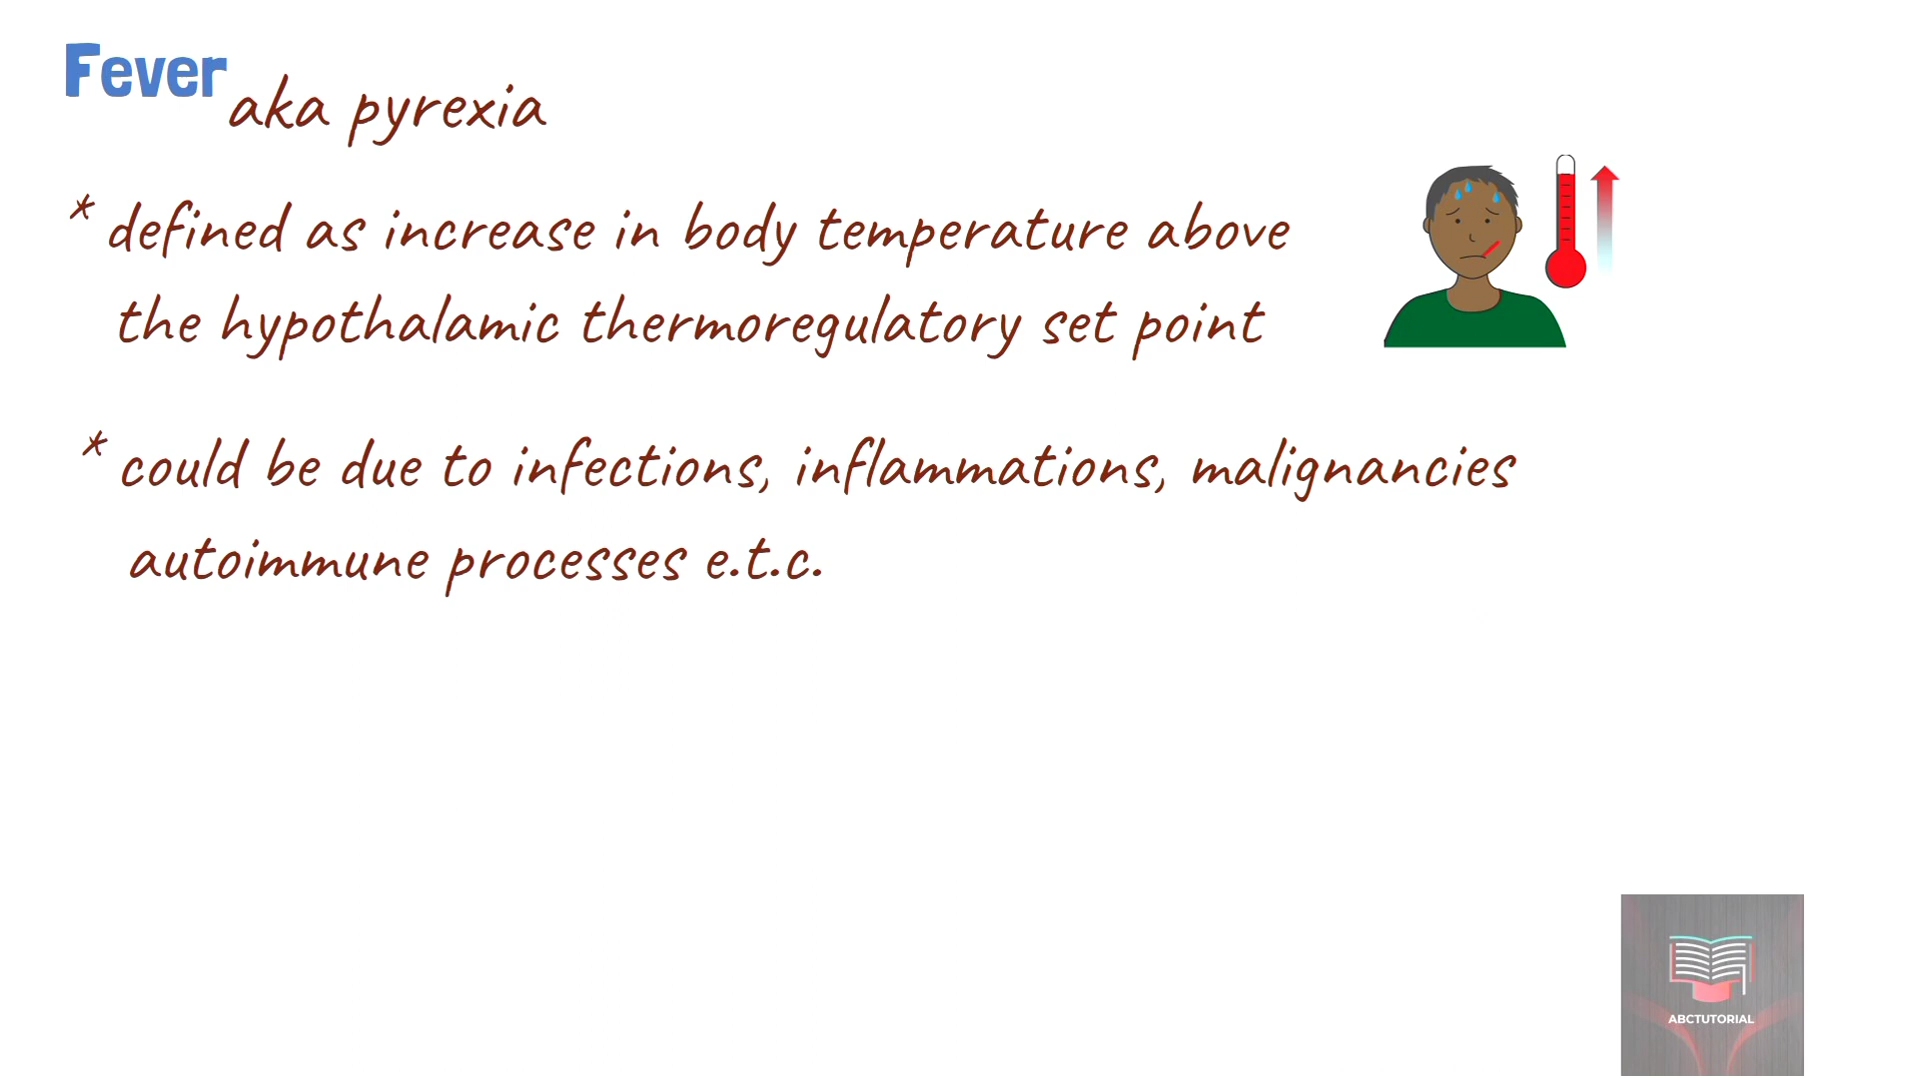 Fever aka pyrexia
* defined as increase in body temperature above
the hypothalamic thermoregulatory set point
* could be due to infections, inflammations, malignancies
autoimmune processes e.t.c.
ABCTUTORIAL